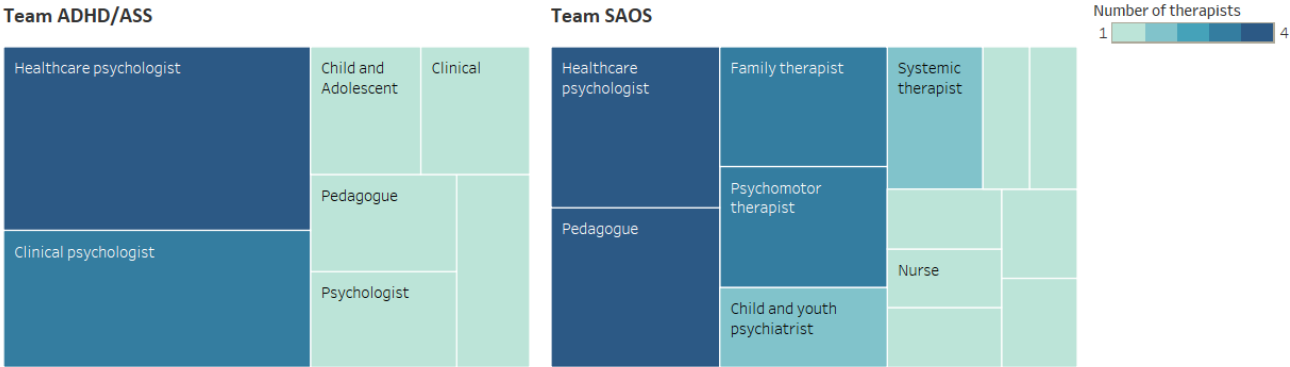 Team ADHD/ASS
Healthcare psychologist
Clinical psychologist
Child and
Adolescent
Clinical
Pedagogue
Psychologist
Team SAOS
Healthcare
psychologist
Pedagogue
Family therapist
Psychomotor
therapist
Child and youth
psychiatrist
Systemic
therapist
Nurse
Number of therapists
1 4